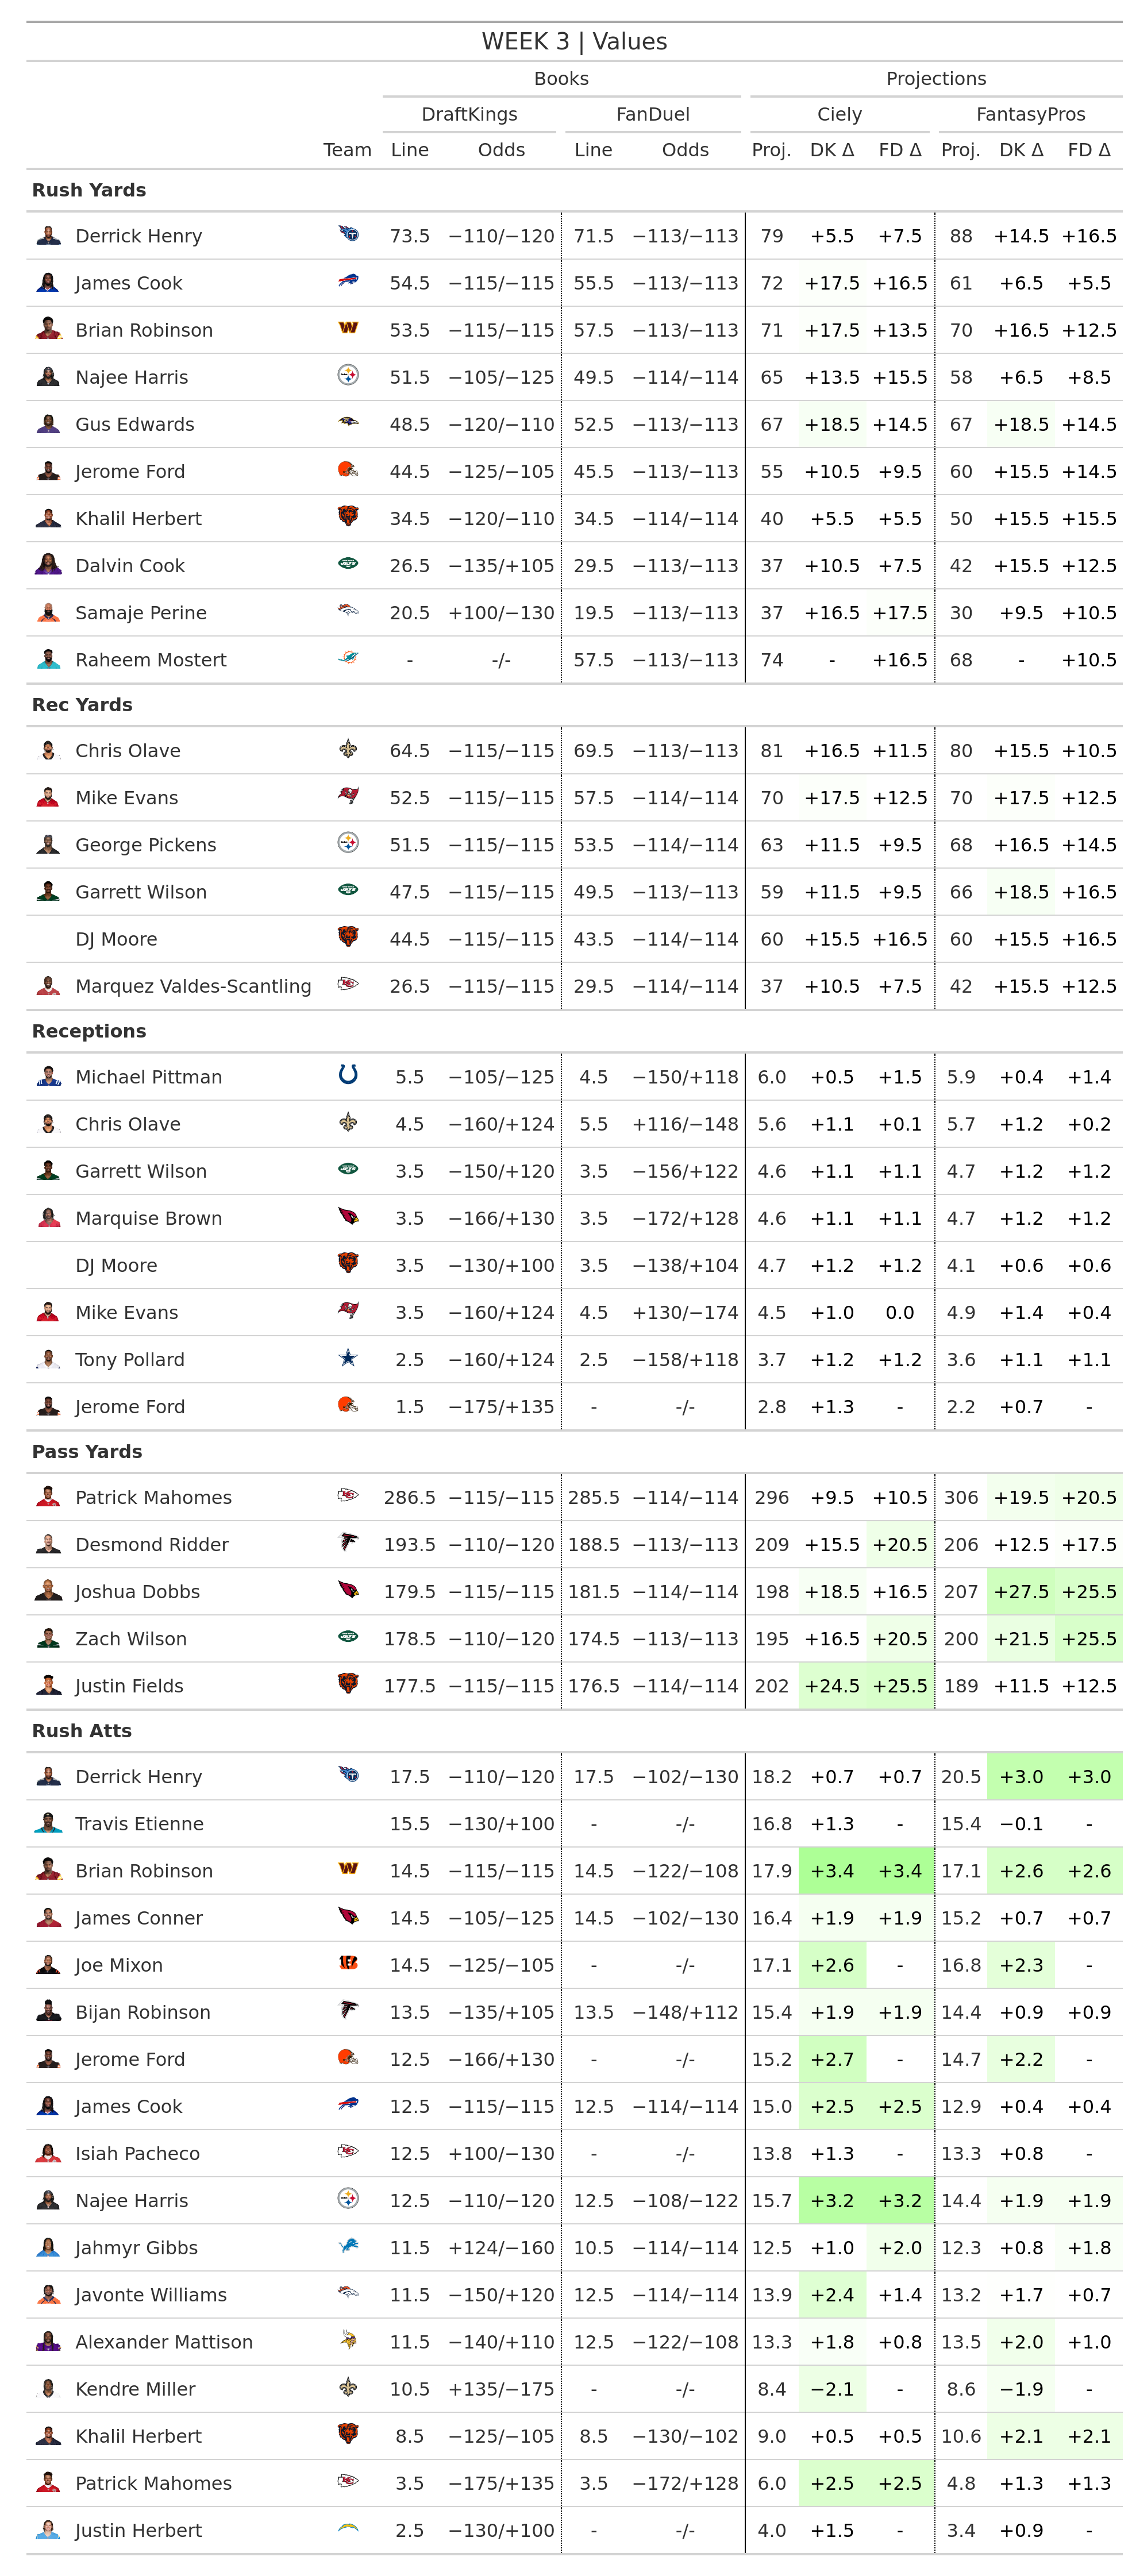 WEEK 3 | Values
Books Projections
DraftKings FanDuel Ciely FantasyPros
Team Line Odds Line Odds Proj. DK Δ FD Δ Proj. DK Δ FD Δ
Rush Yards
Derrick Henry 73.5 −110/−120 71.5 −113/−113 79 +5.5 +7.5 88 +14.5 +16.5
James Cook 54.5 −115/−115 55.5 −113/−113 72 +17.5 +16.5 61 +6.5 +5.5
Brian Robinson 53.5 −115/−115 57.5 −113/−113 71 +17.5 +13.5 70 +16.5 +12.5
Najee Harris 51.5 −105/−125 49.5 −114/−114 65 +13.5 +15.5 58 +6.5 +8.5
Gus Edwards 48.5 −120/−110 52.5 −113/−113 67 +18.5 +14.5 67 +18.5 +14.5
Jerome Ford 44.5 −125/−105 45.5 −113/−113 55 +10.5 +9.5 60 +15.5 +14.5
Khalil Herbert 34.5 −120/−110 34.5 −114/−114 40 +5.5 +5.5 50 +15.5 +15.5
Dalvin Cook 26.5 −135/+105 29.5 −113/−113 37 +10.5 +7.5 42 +15.5 +12.5
Samaje Perine 20.5 +100/−130 19.5 −113/−113 37 +16.5 +17.5 30 +9.5 +10.5
Raheem Mostert - -/- 57.5 −113/−113 74 - +16.5 68 - +10.5
Rec Yards
Chris Olave 64.5 −115/−115 69.5 −113/−113 81 +16.5 +11.5 80 +15.5 +10.5
Mike Evans 52.5 −115/−115 57.5 −114/−114 70 +17.5 +12.5 70 +17.5 +12.5
George Pickens 51.5 −115/−115 53.5 −114/−114 63 +11.5 +9.5 68 +16.5 +14.5
Garrett Wilson 47.5 −115/−115 49.5 −113/−113 59 +11.5 +9.5 66 +18.5 +16.5
DJ Moore 44.5 −115/−115 43.5 −114/−114 60 +15.5 +16.5 60 +15.5 +16.5
Marquez Valdes-Scantling 26.5 −115/−115 29.5 −114/−114 37 +10.5 +7.5 42 +15.5 +12.5
Receptions
Michael Pittman 5.5 −105/−125 4.5 −150/+118 6.0 +0.5 +1.5 5.9 +0.4 +1.4
Chris Olave 4.5 −160/+124 5.5 +116/−148 5.6 +1.1 +0.1 5.7 +1.2 +0.2
Garrett Wilson 3.5 −150/+120 3.5 −156/+122 4.6 +1.1 +1.1 4.7 +1.2 +1.2
Marquise Brown 3.5 −166/+130 3.5 −172/+128 4.6 +1.1 +1.1 4.7 +1.2 +1.2
DJ Moore 3.5 −130/+100 3.5 −138/+104 4.7 +1.2 +1.2 4.1 +0.6 +0.6
Mike Evans 3.5 −160/+124 4.5 +130/−174 4.5 +1.0 0.0 4.9 +1.4 +0.4
Tony Pollard 2.5 −160/+124 2.5 −158/+118 3.7 +1.2 +1.2 3.6 +1.1 +1.1
Jerome Ford 1.5 −175/+135 - -/- 2.8 +1.3 - 2.2 +0.7 -
Pass Yards
Patrick Mahomes 286.5 −115/−115 285.5 −114/−114 296 +9.5 +10.5 306 +19.5 +20.5
Desmond Ridder 193.5 −110/−120 188.5 −113/−113 209 +15.5 +20.5 206 +12.5 +17.5
Joshua Dobbs 179.5 −115/−115 181.5 −114/−114 198 +18.5 +16.5 207 +27.5 +25.5
Zach Wilson 178.5 −110/−120 174.5 −113/−113 195 +16.5 +20.5 200 +21.5 +25.5
Justin Fields 177.5 −115/−115 176.5 −114/−114 202 +24.5 +25.5 189 +11.5 +12.5
Rush Atts
Derrick Henry 17.5 −110/−120 17.5 −102/−130 18.2 +0.7 +0.7 20.5 +3.0 +3.0
Travis Etienne 15.5 −130/+100 - -/- 16.8 +1.3 - 15.4 −0.1 -
Brian Robinson 14.5 −115/−115 14.5 −122/−108 17.9 +3.4 +3.4 17.1 +2.6 +2.6
James Conner 14.5 −105/−125 14.5 −102/−130 16.4 +1.9 +1.9 15.2 +0.7 +0.7
Joe Mixon 14.5 −125/−105 - -/- 17.1 +2.6 - 16.8 +2.3 -
Bijan Robinson 13.5 −135/+105 13.5 −148/+112 15.4 +1.9 +1.9 14.4 +0.9 +0.9
Jerome Ford 12.5 −166/+130 - -/- 15.2 +2.7 - 14.7 +2.2 -
James Cook 12.5 −115/−115 12.5 −114/−114 15.0 +2.5 +2.5 12.9 +0.4 +0.4
Isiah Pacheco 12.5 +100/−130 - -/- 13.8 +1.3 - 13.3 +0.8 -
Najee Harris 12.5 −110/−120 12.5 −108/−122 15.7 +3.2 +3.2 14.4 +1.9 +1.9
Jahmyr Gibbs 11.5 +124/−160 10.5 −114/−114 12.5 +1.0 +2.0 12.3 +0.8 +1.8
Javonte Williams 11.5 −150/+120 12.5 −114/−114 13.9 +2.4 +1.4 13.2 +1.7 +0.7
Alexander Mattison 11.5 −140/+110 12.5 −122/−108 13.3 +1.8 +0.8 13.5 +2.0 +1.0
Kendre Miller 10.5 +135/−175 - -/- 8.4 −2.1 - 8.6 −1.9 -
Khalil Herbert 8.5 −125/−105 8.5 −130/−102 9.0 +0.5 +0.5 10.6 +2.1 +2.1
Patrick Mahomes 3.5 −175/+135 3.5 −172/+128 6.0 +2.5 +2.5 4.8 +1.3 +1.3
Justin Herbert 2.5 −130/+100 - -/- 4.0 +1.5 - 3.4 +0.9 -